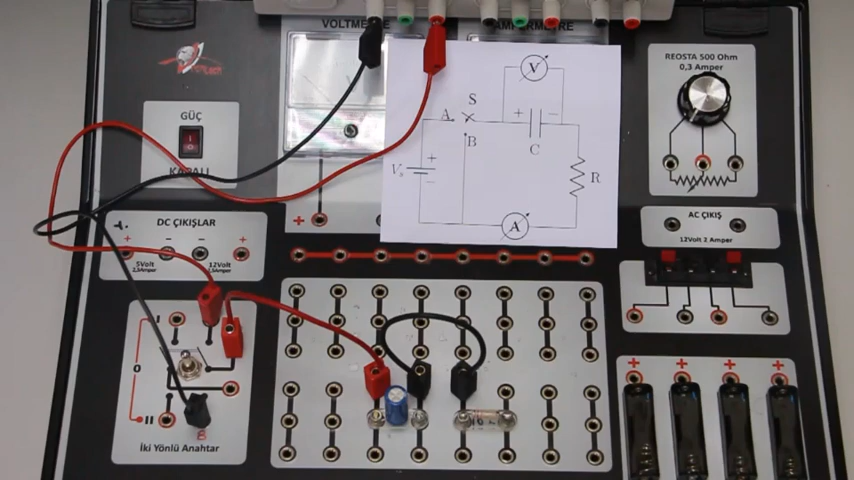 VOLTMETRE
AMPERMETRE
REOSTA 500 Ohm
0,3 Amper
GÜÇ
KAPALI
DC ÇIKIŞLAR
+ - - +
5Volt
12Volt
AC ÇIKIŞ
12Volt 2 Amper
V
S
A
+ -
B
C
Vs
+
-
R
A
+
I
0
II
B
İki Yönlü Anahtar
+ + + +